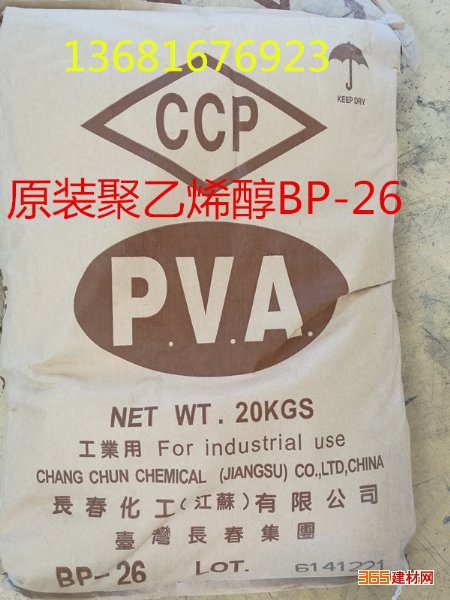 13681676923
KEEP DRY
CCP
原装聚乙烯醇BP-26
P.V.A.
NET WT. 20KGS
工業用 For industrial use
CHANG CHUN CHEMICAL (JIANGSU) CO.,LTD,CHINA
長春化工(江蘇)有限公司
臺灣長春集團
BP-26 LOT. 6141221
365建材网